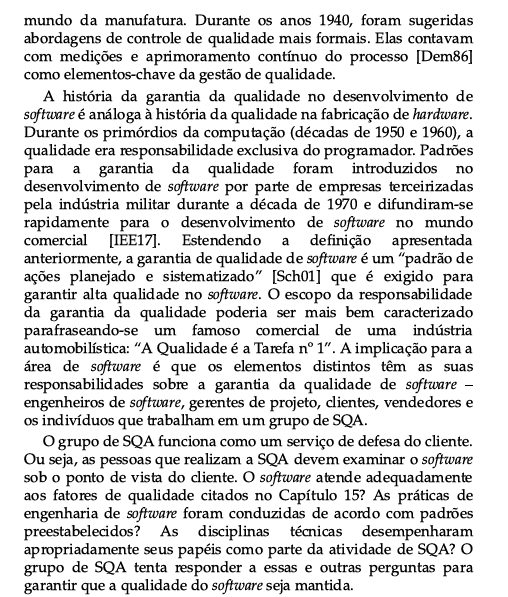 mundo da manufatura. Durante os anos 1940, foram sugeridas
abordagens de controle de qualidade mais formais. Elas contavam
com medições e aprimoramento contínuo do processo [Dem86]
como elementos-chave da gestão de qualidade.
A história da garantia da qualidade no desenvolvimento de
software é análoga à história da qualidade na fabricação de hardware.
Durante os primórdios da computação (décadas de 1950 e 1960), a
qualidade era responsabilidade exclusiva do programador. Padrões
para a garantia da qualidade foram introduzidos no
desenvolvimento de software por parte de empresas terceirizadas
pela indústria militar durante a década de 1970 e difundiram-se
rapidamente para o desenvolvimento de software no mundo
comercial [IEE17]. Estendendo a definição apresentada
anteriormente, a garantia de qualidade de software é um “padrão de
ações planejado e sistematizado” [Sch01] que é exigido para
garantir alta qualidade no software. O escopo da responsabilidade
da garantia da qualidade poderia ser mais bem caracterizado
parafraseando-se um famoso comercial de uma indústria
automobilística: “A Qualidade é a Tarefa nº 1”. A implicação para a
área de software é que os elementos distintos têm as suas
responsabilidades sobre a garantia da qualidade de software –
engenheiros de software, gerentes de projeto, clientes, vendedores e
os indivíduos que trabalham em um grupo de SQA.
O grupo de SQA funciona como um serviço de defesa do cliente.
Ou seja, as pessoas que realizam a SQA devem examinar o software
sob o ponto de vista do cliente. O software atende adequadamente
aos fatores de qualidade citados no Capítulo 15? As práticas de
engenharia de software foram conduzidas de acordo com padrões
preestabelecidos? As disciplinas técnicas desempenharam
apropriadamente seus papéis como parte da atividade de SQA? O
grupo de SQA tenta responder a essas e outras perguntas para
garantir que a qualidade do software seja mantida.